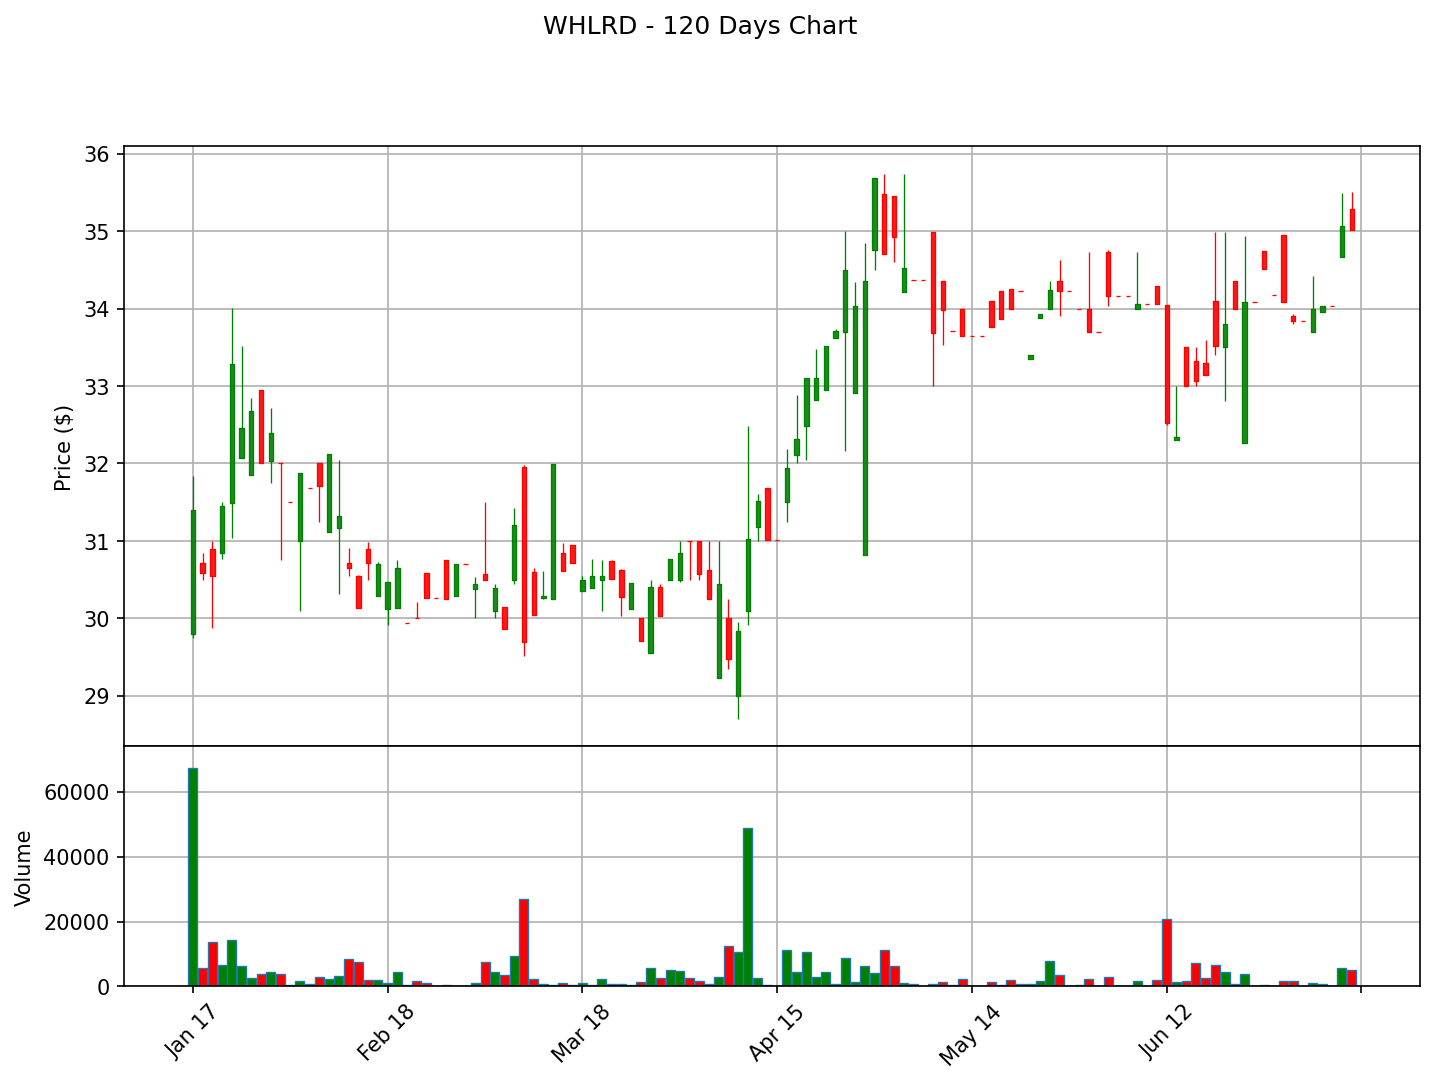 WHLRD - 120 Days Chart
36
35
34
33
32
31
30
29
Price ($)
60000
40000
20000
0
Volume
Jan 17
Feb 18
Mar 18
Apr 15
May 14
Jun 12